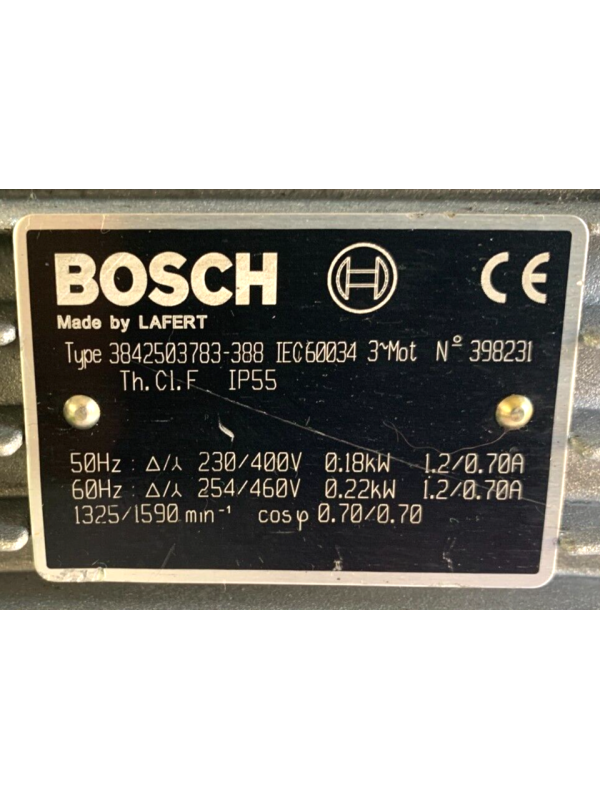 BOSCH CE
Made by LAFERT
Type 3842503783-388 IEC60034 3~Mot Nº 398231
Th.Cl.F IP55
50Hz : Δ/⅄ 230/400V 0.18kW 1.2/0.70A
60Hz : Δ/⅄ 254/460V 0.22kW 1.2/0.70A
1325/1590 min⁻¹ cosφ 0.70/0.70